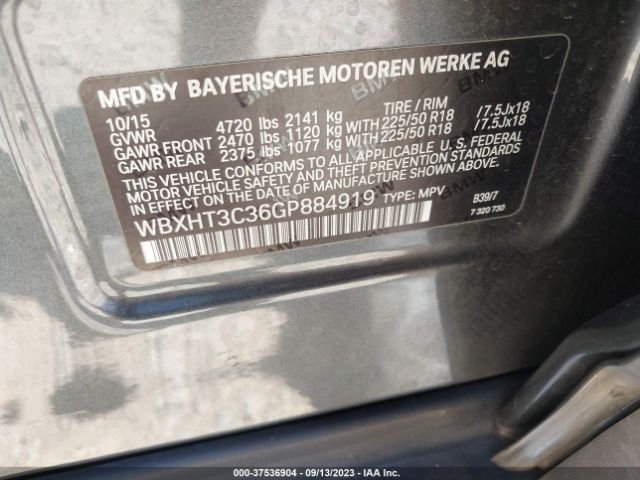 MFD BY BAYERISCHE MOTOREN WERKE AG
10/15
GVWR 4720 lbs 2141 kg TIRE / RIM
GAWR FRONT 2470 lbs 1120 kg WITH 225/50 R18 /7.5Jx18
GAWR REAR 2375 lbs 1077 kg WITH 225/50 R18 /7.5Jx18
THIS VEHICLE CONFORMS TO ALL APPLICABLE U. S. FEDERAL
MOTOR VEHICLE SAFETY AND THEFT PREVENTION STANDARDS
IN EFFECT ON THE DATE OF MANUFACTURE SHOWN ABOVE.
WBXHT3C36GP884919 TYPE: MPV B39/7
7 320 730
BMW
BMW
BMW
BMW
000-37536904 - 09/13/2023 - IAA Inc.